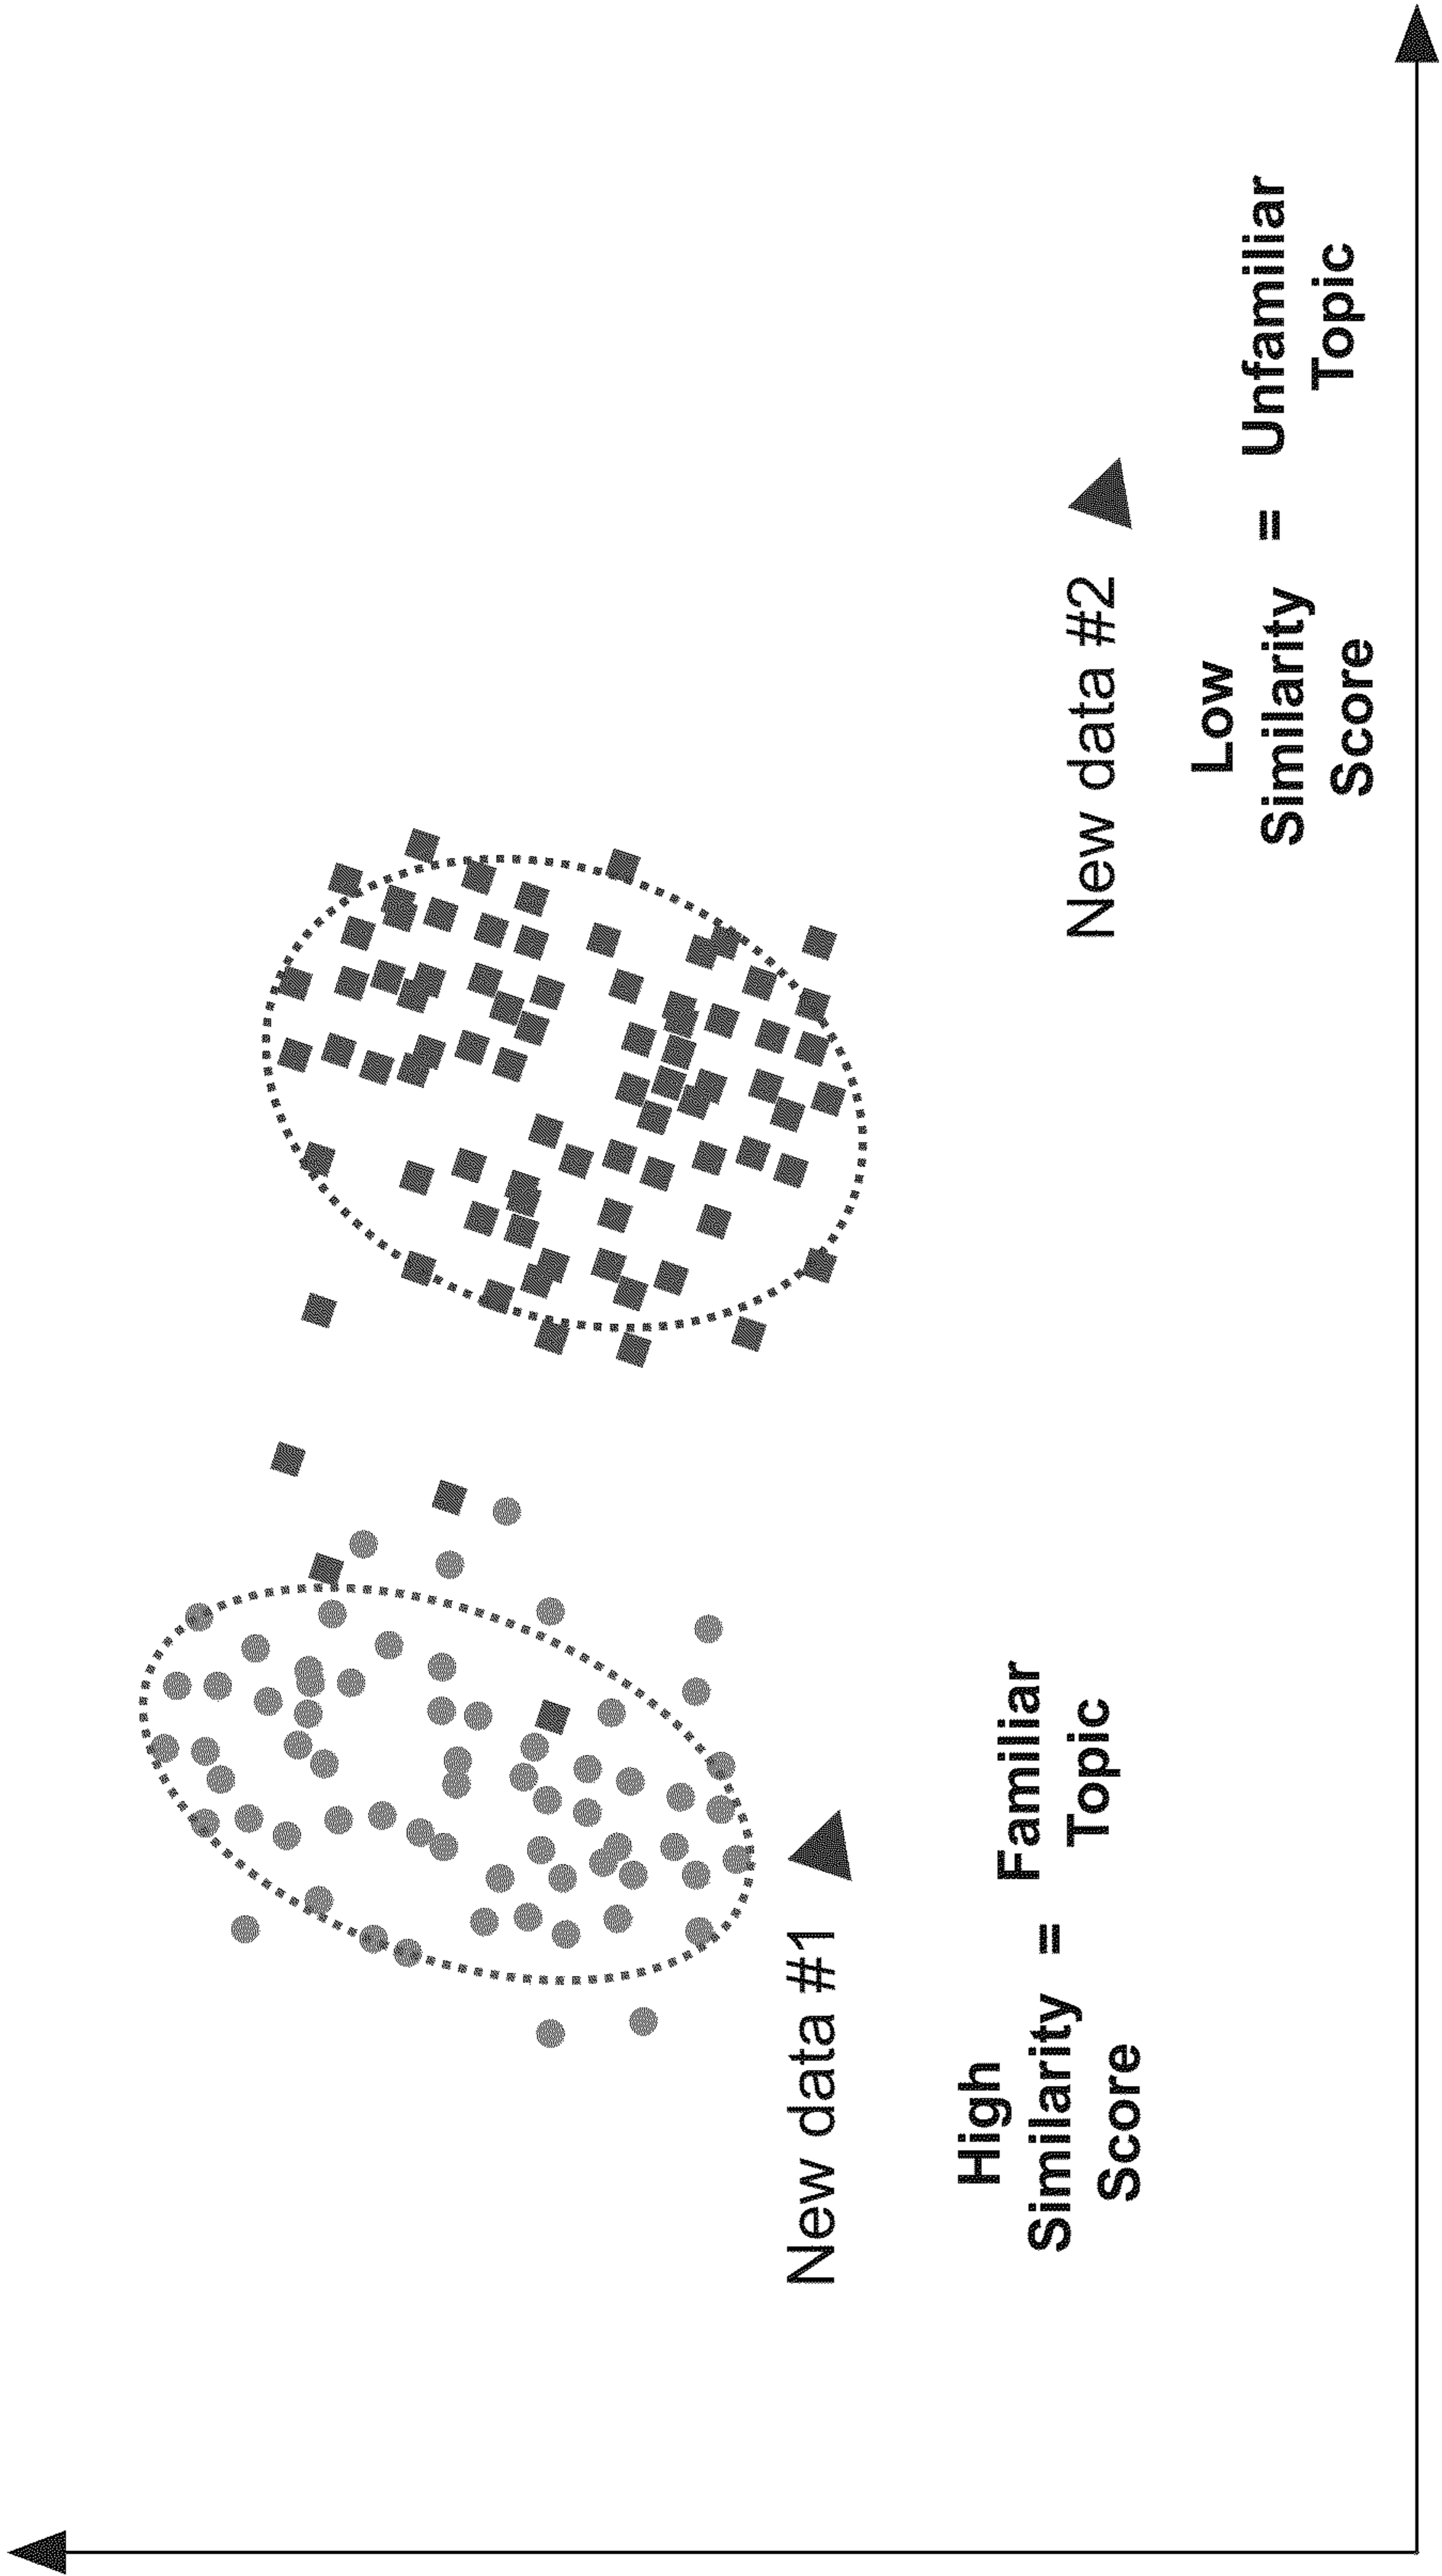 New data #1
High
Similarity
Score
=
Familiar
Topic
New data #2
Low
Similarity
Score
=
Unfamiliar
Topic